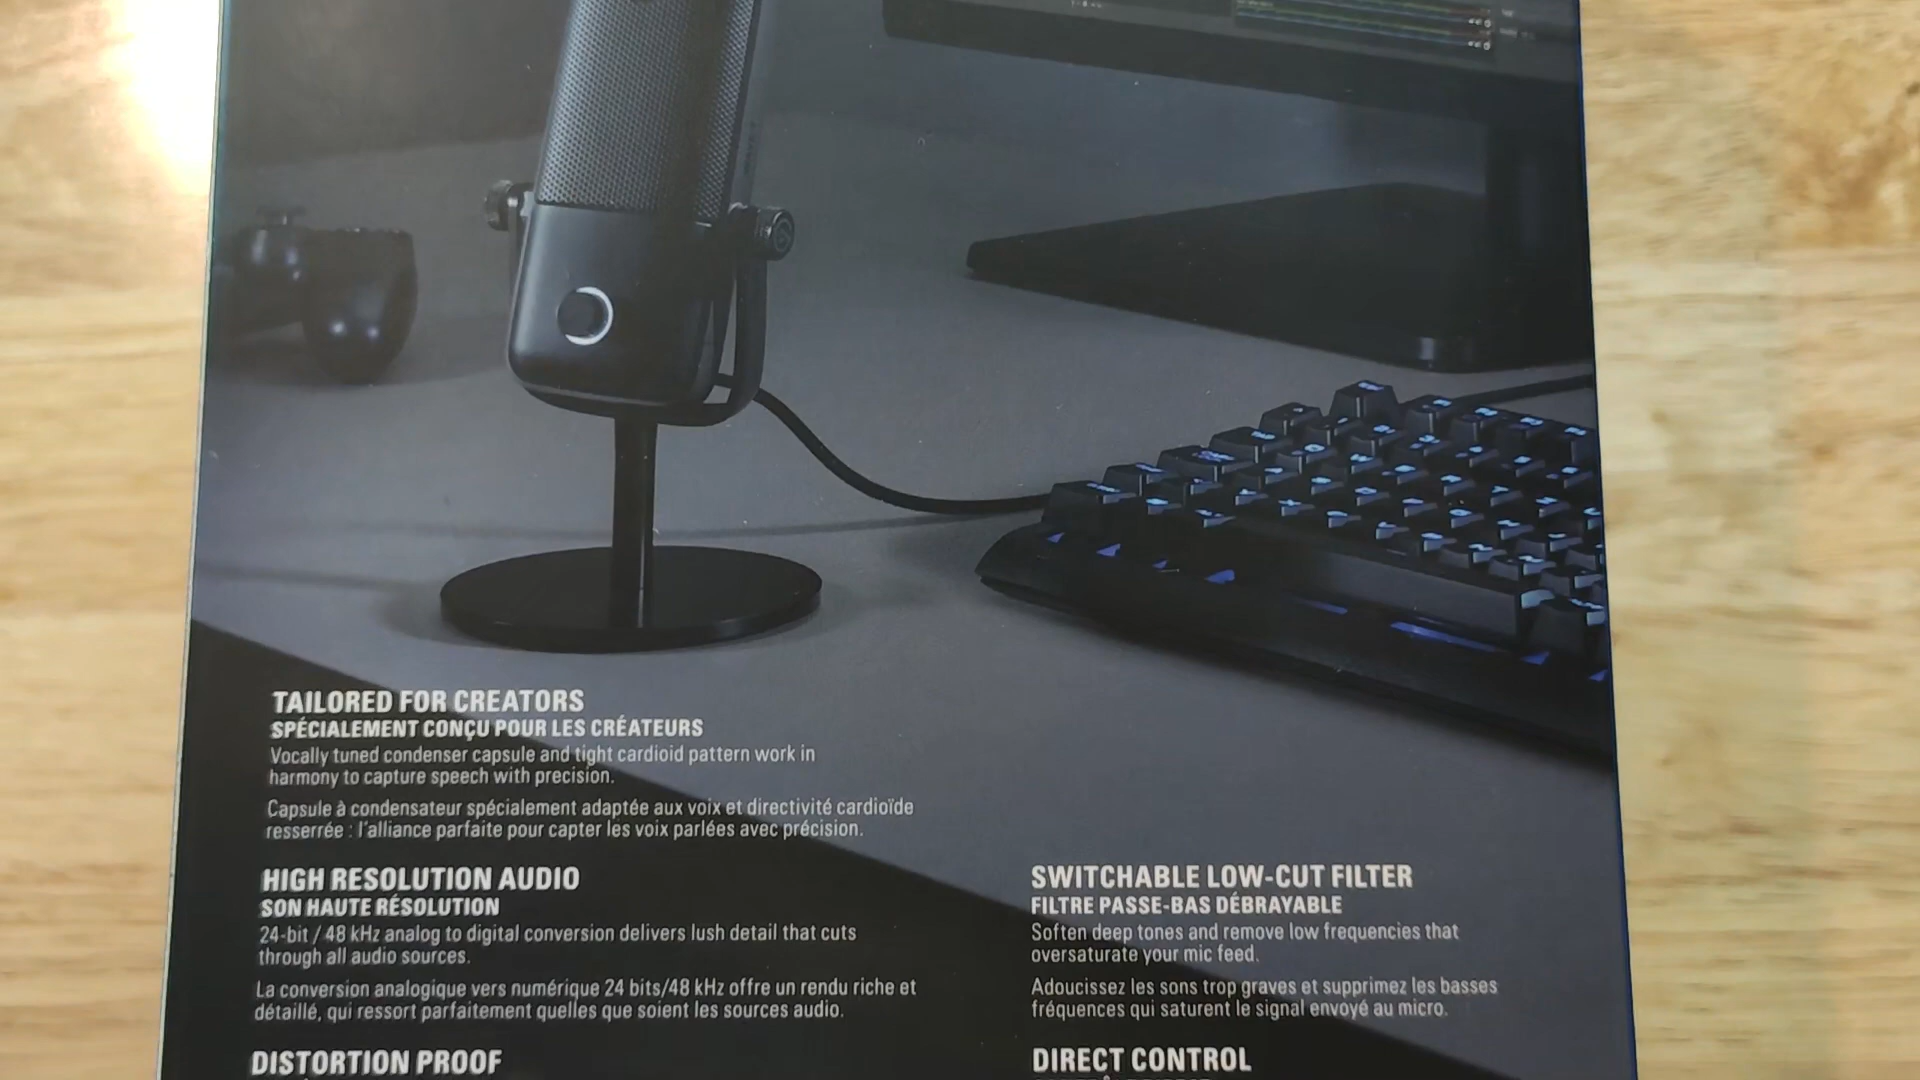 TAILORED FOR CREATORS
SPÉCIALEMENT CONÇU POUR LES CRÉATEURS
Vocally tuned condenser capsule and tight cardioid pattern work in
harmony to capture speech with precision.
Capsule à condensateur spécialement adaptée aux voix et directivité cardioïde
resserrée : l'alliance parfaite pour capter les voix parlées avec précision.
HIGH RESOLUTION AUDIO
SON HAUTE RÉSOLUTION
24-bit / 48 kHz analog to digital conversion delivers lush detail that cuts
through all audio sources.
La conversion analogique vers numérique 24 bits/48 kHz offre un rendu riche et
détaillé, qui ressort parfaitement quelles que soient les sources audio.
SWITCHABLE LOW-CUT FILTER
FILTRE PASSE-BAS DÉBRAYABLE
Soften deep tones and remove low frequencies that
oversaturate your mic feed.
Adoucissez les sons trop graves et supprimez les basses
fréquences qui saturent le signal envoyé au micro.
DISTORTION PROOF
DIRECT CONTROL